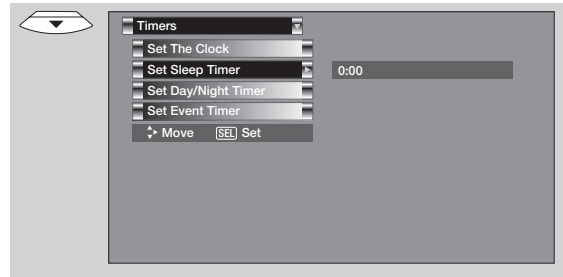 Timers
Set The Clock
Set Sleep Timer 0:00
Set Day/Night Timer
Set Event Timer
Move SEL Set